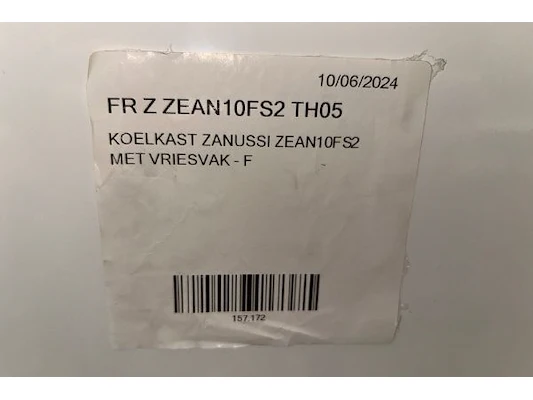 10/06/2024
FR Z ZEAN10FS2 TH05
KOELKAST ZANUSSI ZEAN10FS2
MET VRIESVAK - F
157.172